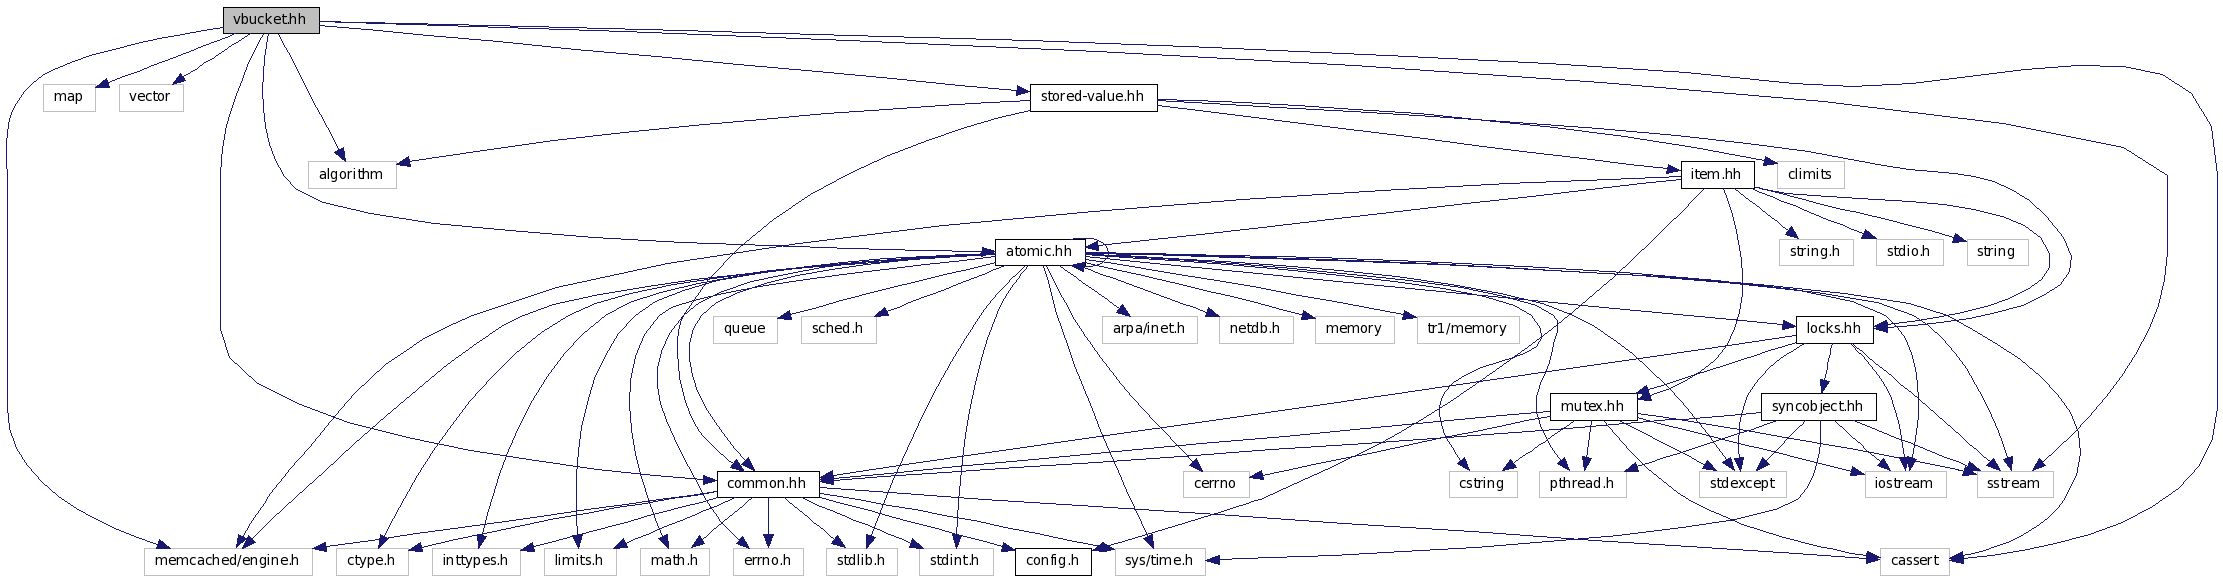 vbucket.hh
map
vector
stored-value.hh
algorithm
item.hh
climits
atomic.hh
string.h
stdio.h
string
queue
sched.h
arpa/inet.h
netdb.h
memory
tr1/memory
locks.hh
mutex.hh
syncobject.hh
common.hh
cerrno
cstring
pthread.h
stdexcept
iostream
sstream
memcached/engine.h
ctype.h
inttypes.h
limits.h
math.h
errno.h
stdlib.h
stdint.h
config.h
sys/time.h
cassert